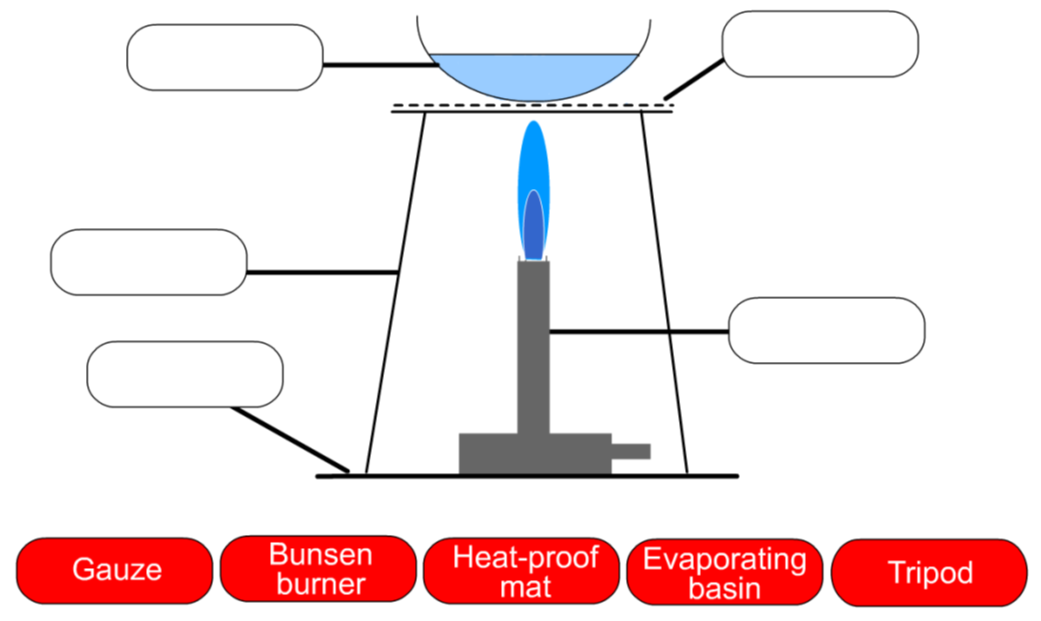 Gauze
Bunsen
burner
Heat-proof
mat
Evaporating
basin
Tripod